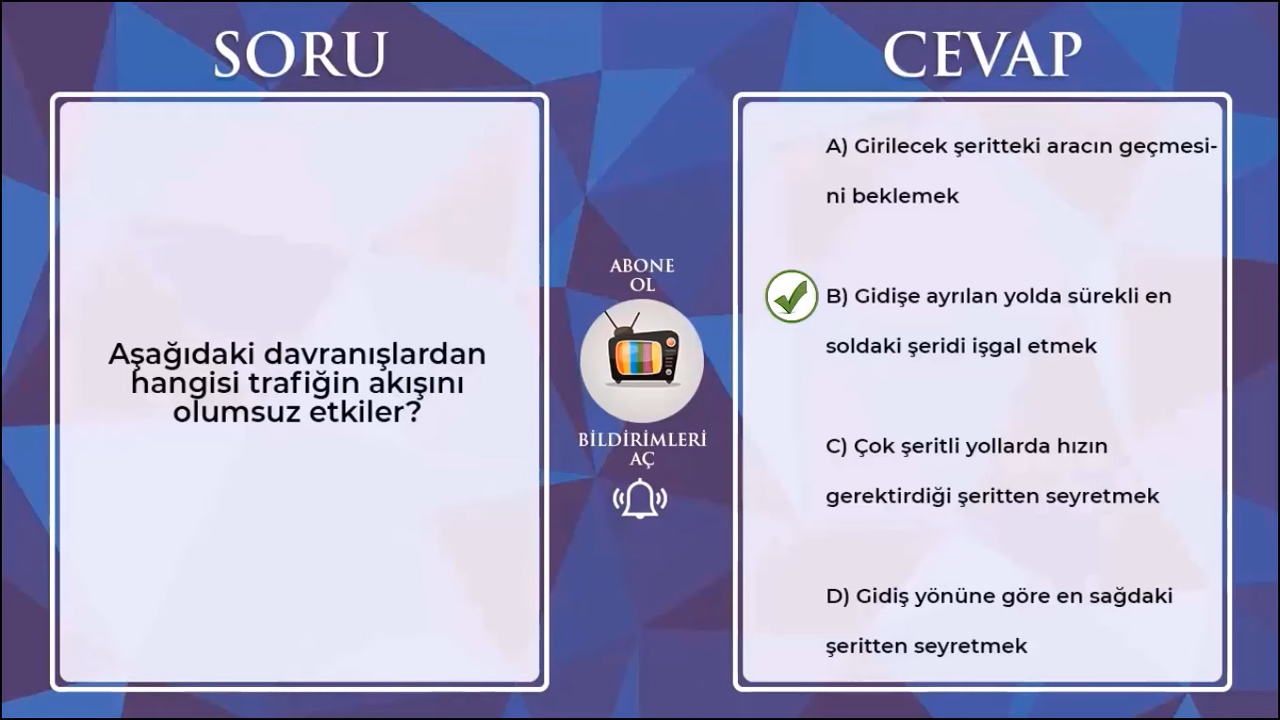 SORU
Aşağıdaki davranışlardan
hangisi trafiğin akışını
olumsuz etkiler?
ABONE
OL
BİLDİRİMLERİ
AÇ
CEVAP
A) Girilecek şeritteki aracın geçmesi-
ni beklemek
B) Gidişe ayrılan yolda sürekli en
soldaki şeridi işgal etmek
C) Çok şeritli yollarda hızın
gerektirdiği şeritten seyretmek
D) Gidiş yönüne göre en sağdaki
şeritten seyretmek